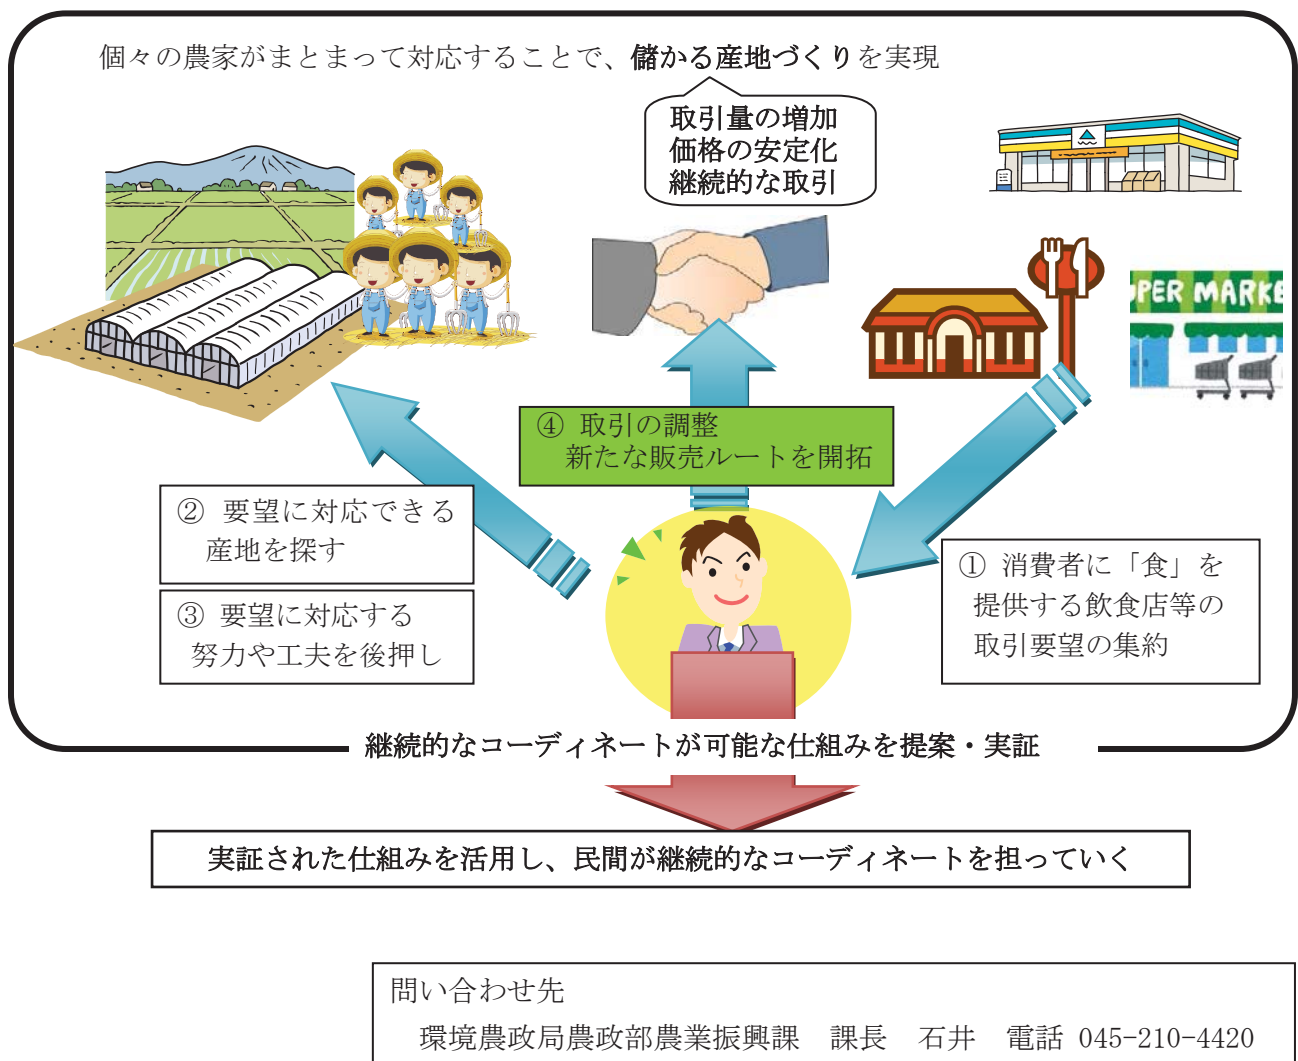 個々の農家がまとまって対応することで、儲かる産地づくりを実現
取引量の増加
価格の安定化
継続的な取引
PER MARKE
④ 取引の調整
新たな販売ルートを開拓
② 要望に対応できる
産地を探す
③ 要望に対応する
努力や工夫を後押し
① 消費者に「食」を
提供する飲食店等の
取引要望の集約
継続的なコーディネートが可能な仕組みを提案・実証
実証された仕組みを活用し、民間が継続的なコーディネートを担っていく
問い合わせ先
環境農政局農政部農業振興課　課長　石井　電話 045-210-4420